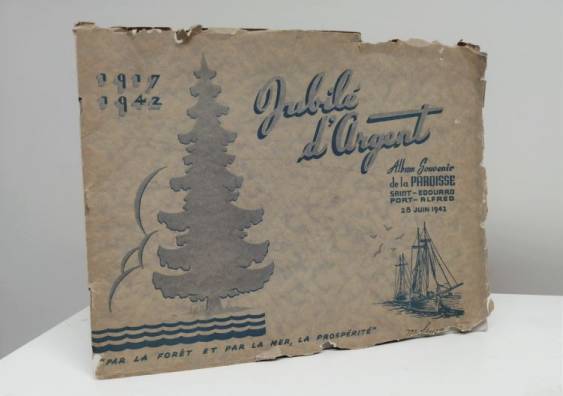 1917
1942
Jubilé
d'Argent
Album Souvenir
de la PAROISSE
SAINT-EDOUARD
PORT-ALFRED
28 JUIN 1942
"PAR LA FORÊT ET PAR LA MER, LA PROSPÉRITÉ"